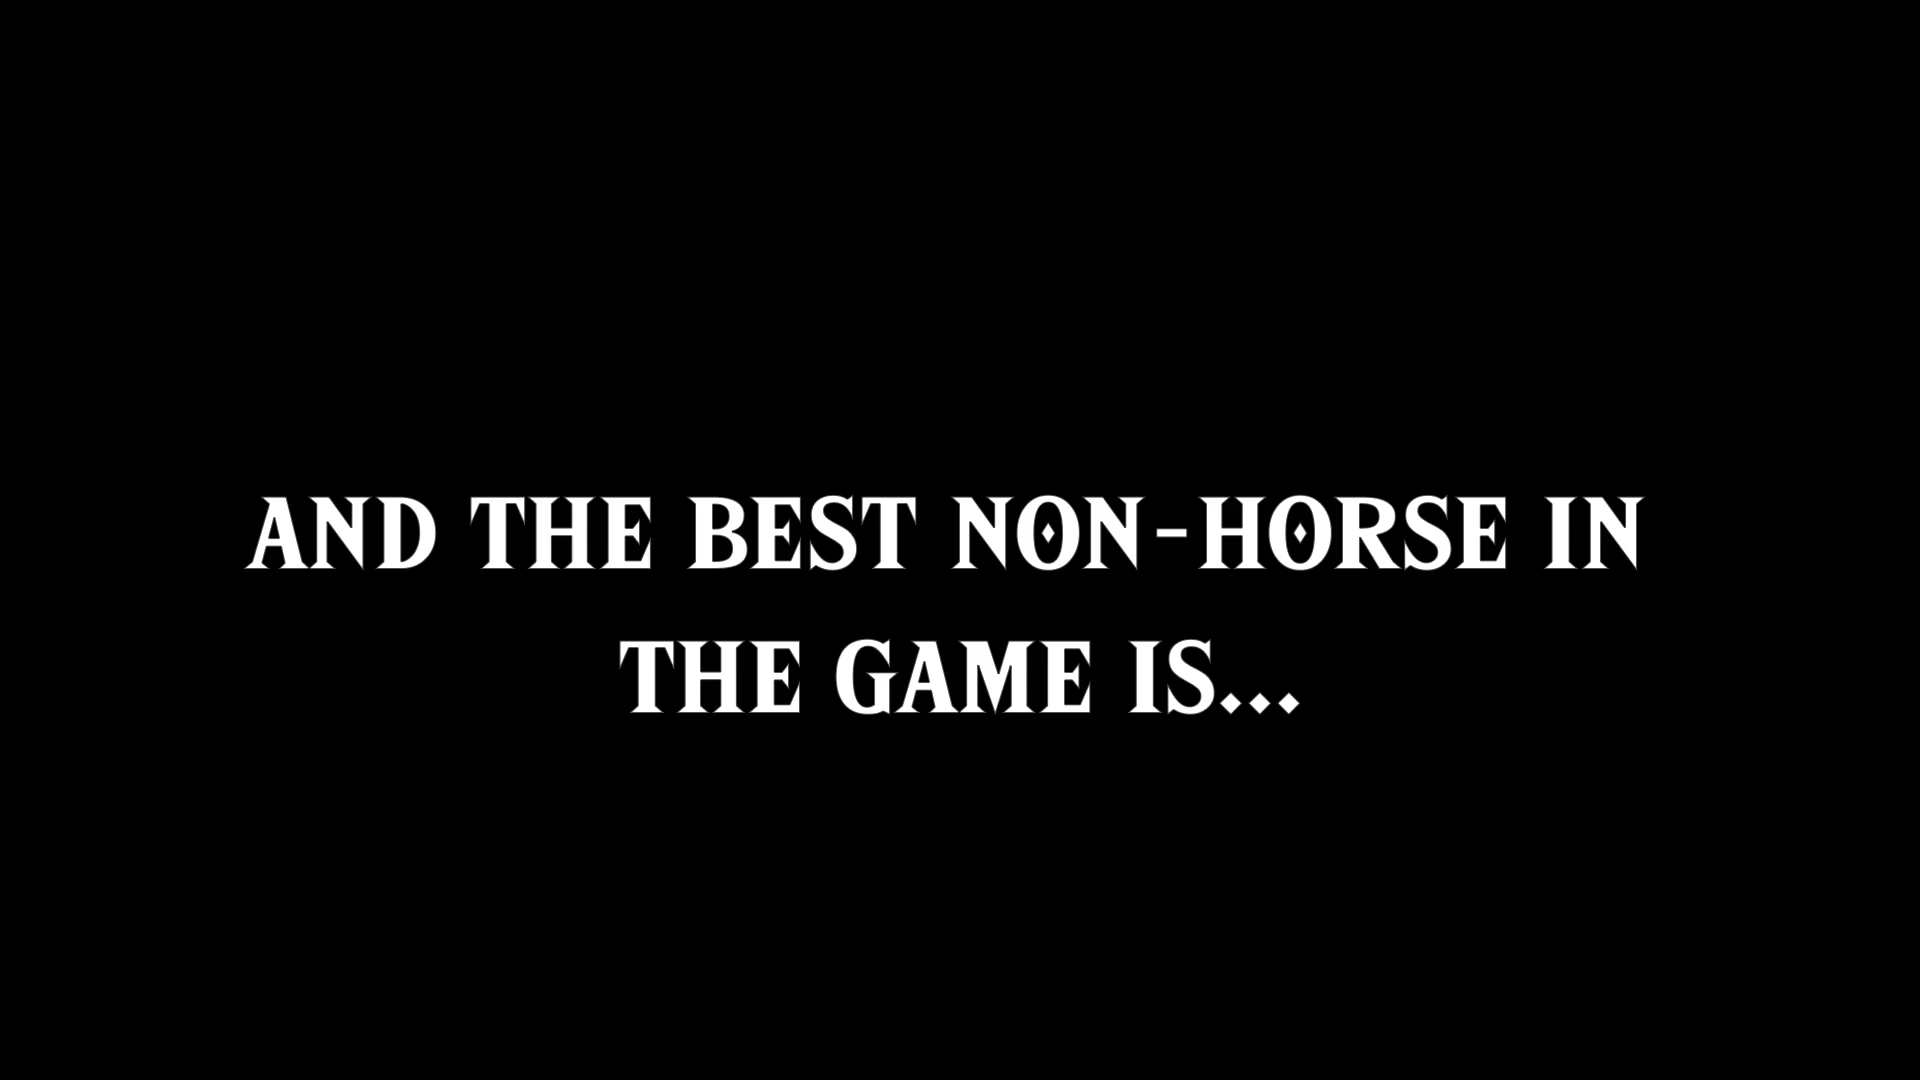 AND THE BEST NON-HORSE IN
THE GAME IS...